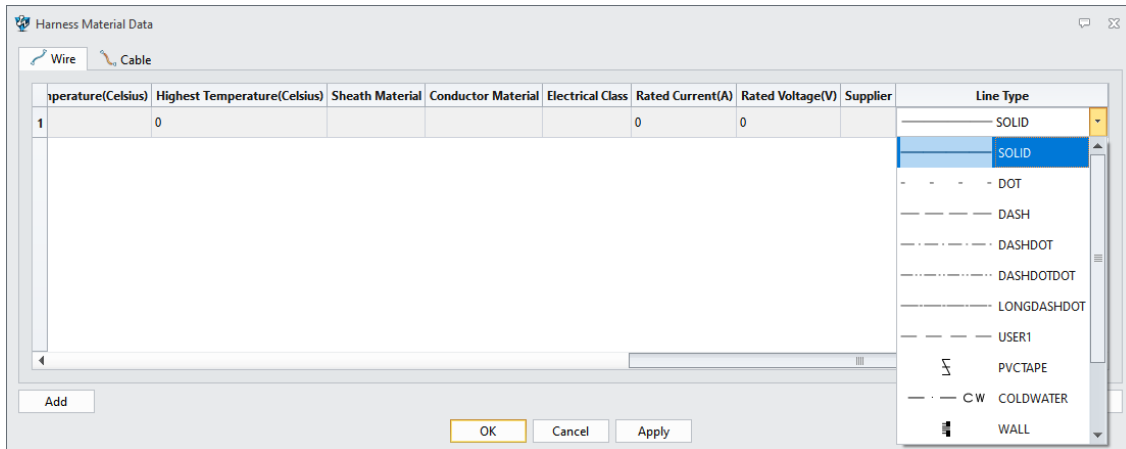 Harness Material Data
Wire Cable
perature(Celsius) Highest Temperature(Celsius) Sheath Material Conductor Material Electrical Class Rated Current(A) Rated Voltage(V) Supplier Line Type
1 0 0 0 SOLID
SOLID
DOT
DASH
DASHDOT
DASHDOTDOT
LONGDASHDOT
USER1
PVCTAPE
CW COLDWATER
WALL
Add
OK Cancel Apply